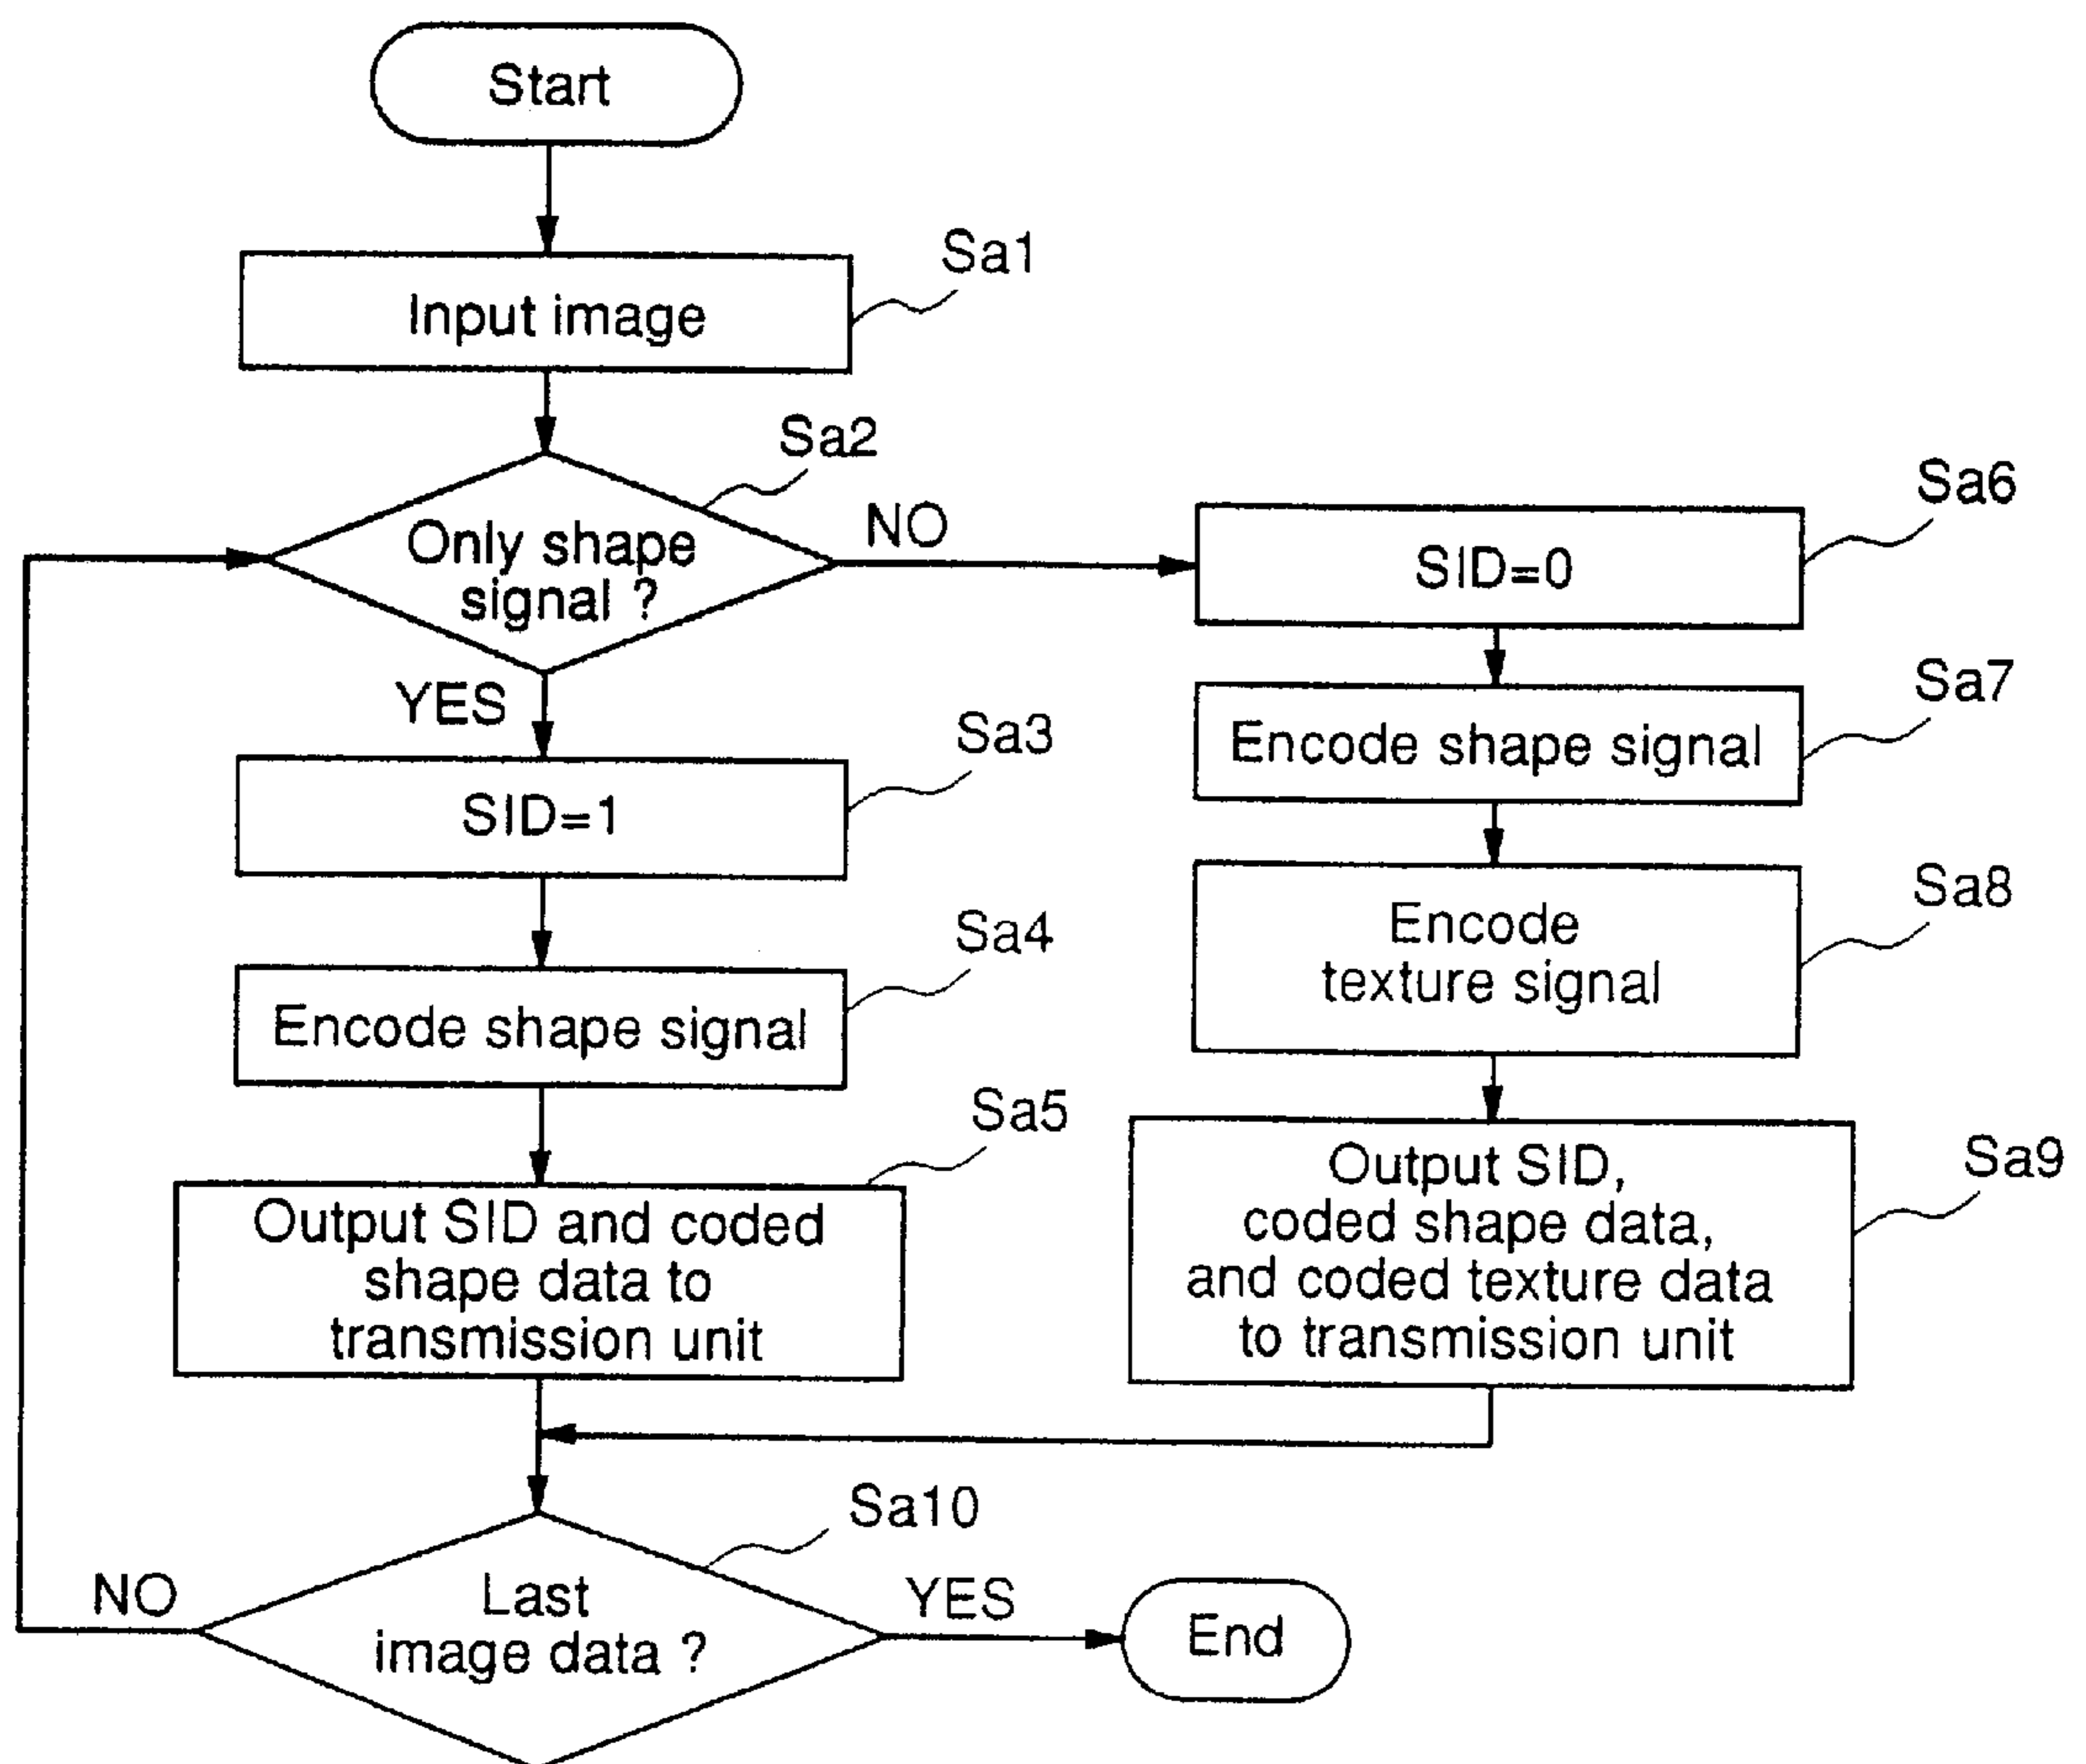 Start
Sa1
Input image
Sa2
Only shape
signal ?
NO
YES
Sa3
SID=1
Sa4
Encode shape signal
Sa5
Output SID and coded
shape data to
transmission unit
Sa6
SID=0
Sa7
Encode shape signal
Sa8
Encode
texture signal
Sa9
Output SID,
coded shape data,
and coded texture data
to transmission unit
Sa10
Last
image data ?
NO
YES
End